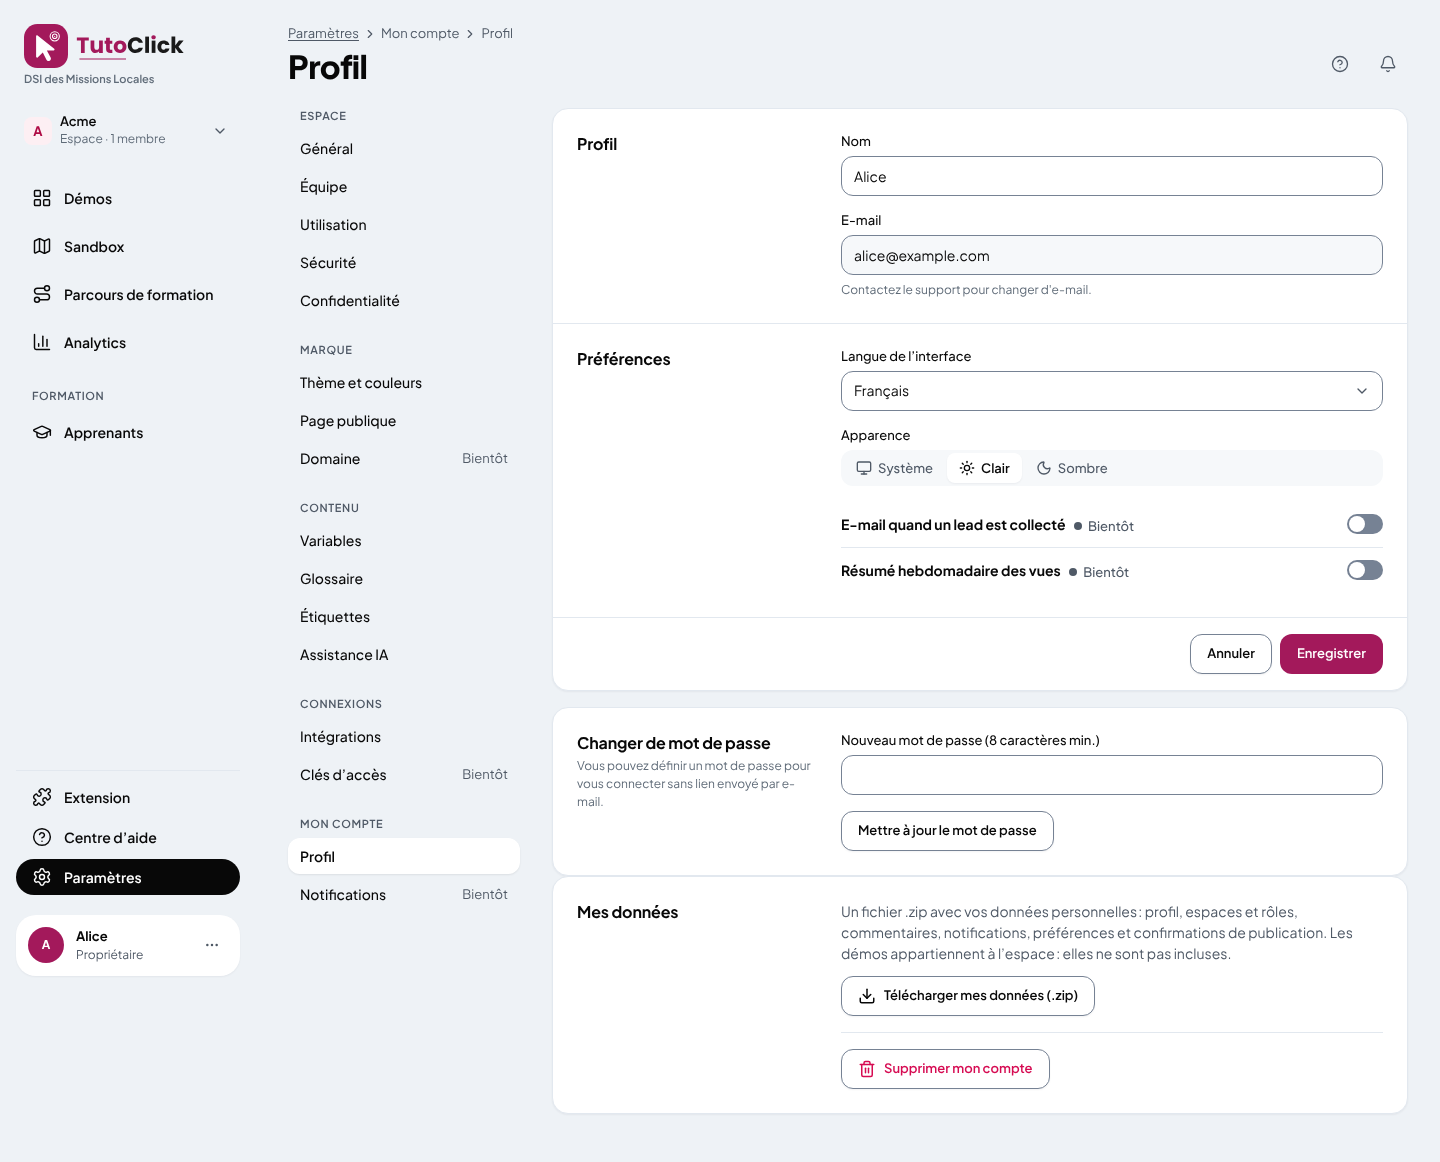 TutoClick
DSI des Missions Locales
A
Acme
Espace · 1 membre
Démos
Sandbox
Parcours de formation
Analytics
FORMATION
Apprenants
Extension
Centre d’aide
Paramètres
A
Alice
Propriétaire
Paramètres > Mon compte > Profil
Profil
ESPACE
Général
Équipe
Utilisation
Sécurité
Confidentialité
MARQUE
Thème et couleurs
Page publique
Domaine Bientôt
CONTENU
Variables
Glossaire
Étiquettes
Assistance IA
CONNEXIONS
Intégrations
Clés d’accès Bientôt
MON COMPTE
Profil
Notifications Bientôt
Profil
Nom
Alice
E-mail
alice@example.com
Contactez le support pour changer d’e-mail.
Préférences
Langue de l’interface
Français
Apparence
Système Clair Sombre
E-mail quand un lead est collecté Bientôt
Résumé hebdomadaire des vues Bientôt
Annuler Enregistrer
Changer de mot de passe
Vous pouvez définir un mot de passe pour
vous connecter sans lien envoyé par e-
mail.
Nouveau mot de passe (8 caractères min.)
Mettre à jour le mot de passe
Mes données
Un fichier .zip avec vos données personnelles : profil, espaces et rôles,
commentaires, notifications, préférences et confirmations de publication. Les
démos appartiennent à l’espace : elles ne sont pas incluses.
Télécharger mes données (.zip)
Supprimer mon compte